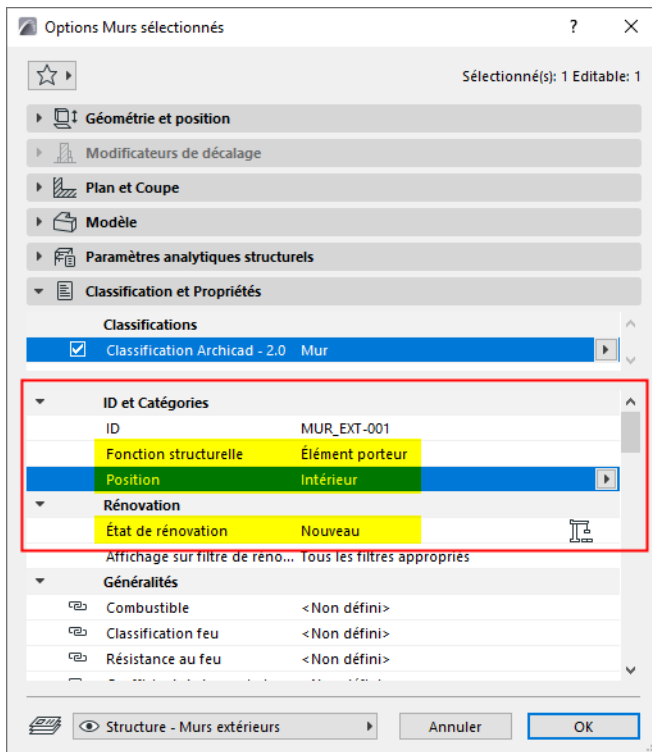 Options Murs sélectionnés
?
Sélectionné(s): 1 Editable: 1
Géométrie et position
Modificateurs de décalage
Plan et Coupe
Modèle
Paramètres analytiques structurels
Classification et Propriétés
Classifications
Classification Archicad - 2.0 Mur
ID et Catégories
ID MUR_EXT-001
Fonction structurelle Élément porteur
Position Intérieur
Rénovation
État de rénovation Nouveau
Affichage sur filtre de réno... Tous les filtres appropriés
Généralités
Combustible <Non défini>
Classification feu <Non défini>
Résistance au feu <Non défini>
Structure - Murs extérieurs
Annuler
OK